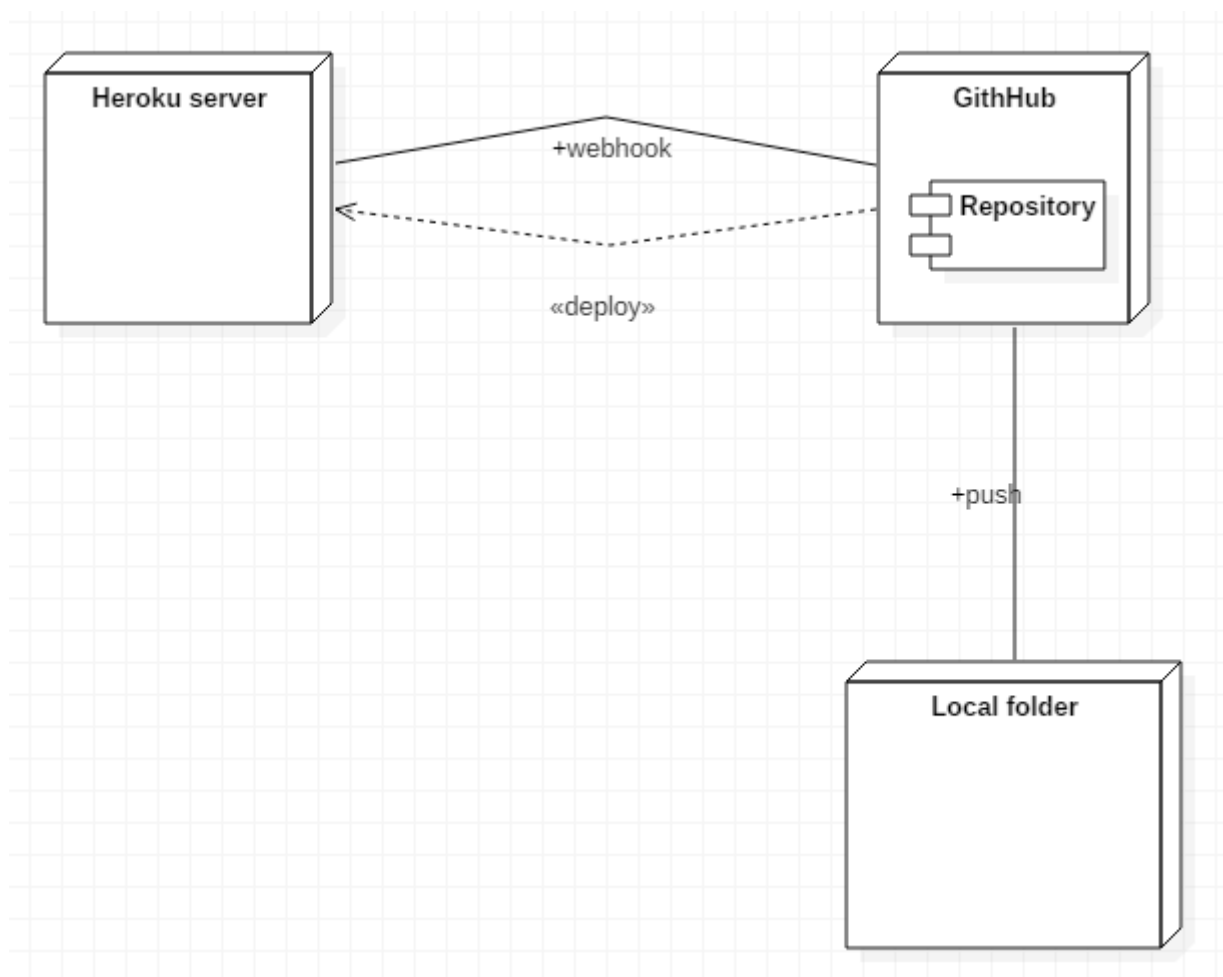 Heroku server
GithHub
+webhook
Repository
«deploy»
+push
Local folder